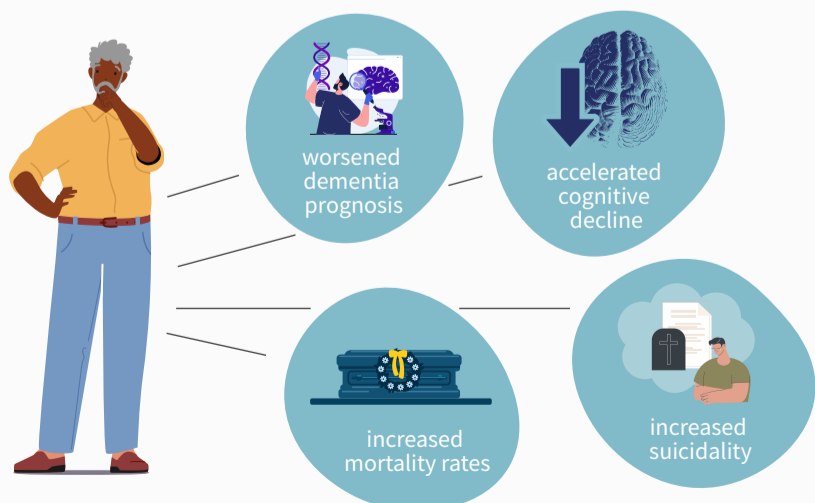 worsened
dementia
prognosis
accelerated
cognitive
decline
increased
mortality rates
increased
suicidality